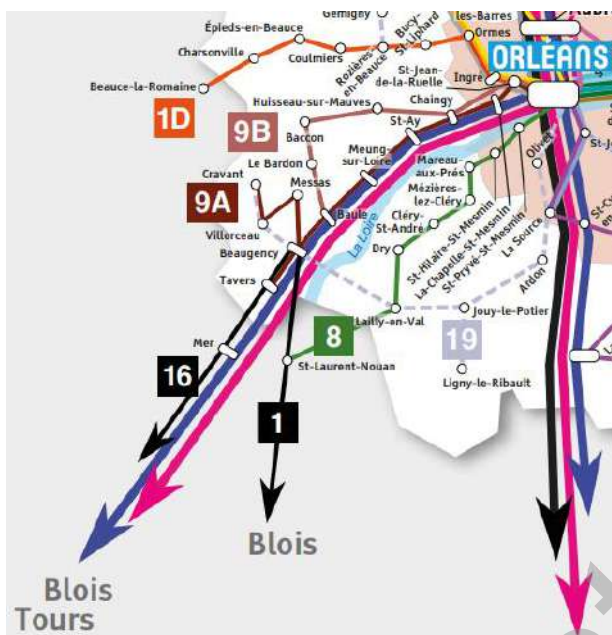 Gémigny
Bucy-
St-Liphard
les-Barres
Ormes
Épieds-en-Beauce
Charsonville
Coulmiers
Rozières-
en-Beauce
ORLÉANS
Ingré
St-Jean-
de-la-Ruelle
Beauce-la-Romaine
1D
Huisseau-sur-Mauves
Chaingy
9B
St-Ay
Baccon
Meung-
sur-Loire
Le Bardon
Cravant
Messas
Mareau-
aux-Prés
Olivet
Mézières-
lez-Cléry
9A
Baule
La Loire
Cléry-
St-André
Villorceau
Beaugency
Dry
St-Hilaire-St-Mesmin
La-Chapelle-St-Mesmin
St-Pryvé-St-Mesmin
La Source
Ardon
Tavers
Lailly-en-Val
Jouy-le-Potier
Mer
8
19
16
St-Laurent-Nouan
Ligny-le-Ribault
1
Blois
Blois
Tours